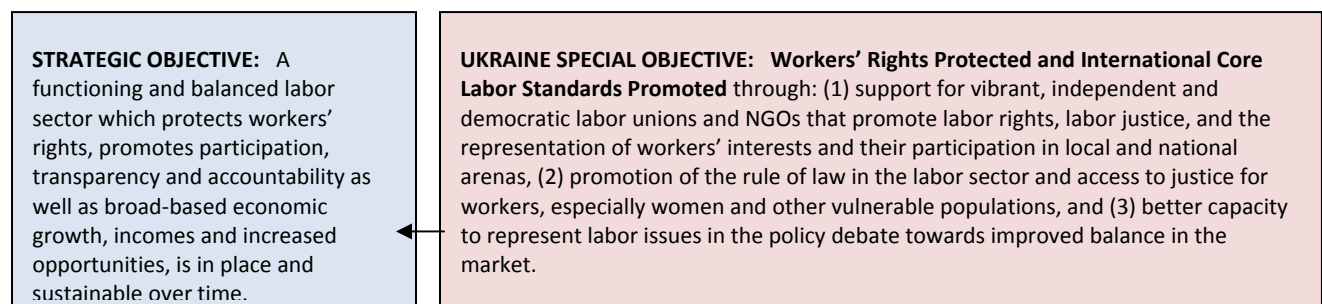 STRATEGIC OBJECTIVE: A
functioning and balanced labor
sector which protects workers'
rights, promotes participation,
transparency and accountability as
well as broad-based economic
growth, incomes and increased
opportunities, is in place and
sustainable over time.
UKRAINE SPECIAL OBJECTIVE: Workers' Rights Protected and International Core
Labor Standards Promoted through: (1) support for vibrant, independent and
democratic labor unions and NGOs that promote labor rights, labor justice, and the
representation of workers' interests and their participation in local and national
arenas, (2) promotion of the rule of law in the labor sector and access to justice for
workers, especially women and other vulnerable populations, and (3) better capacity
to represent labor issues in the policy debate towards improved balance in the
market.